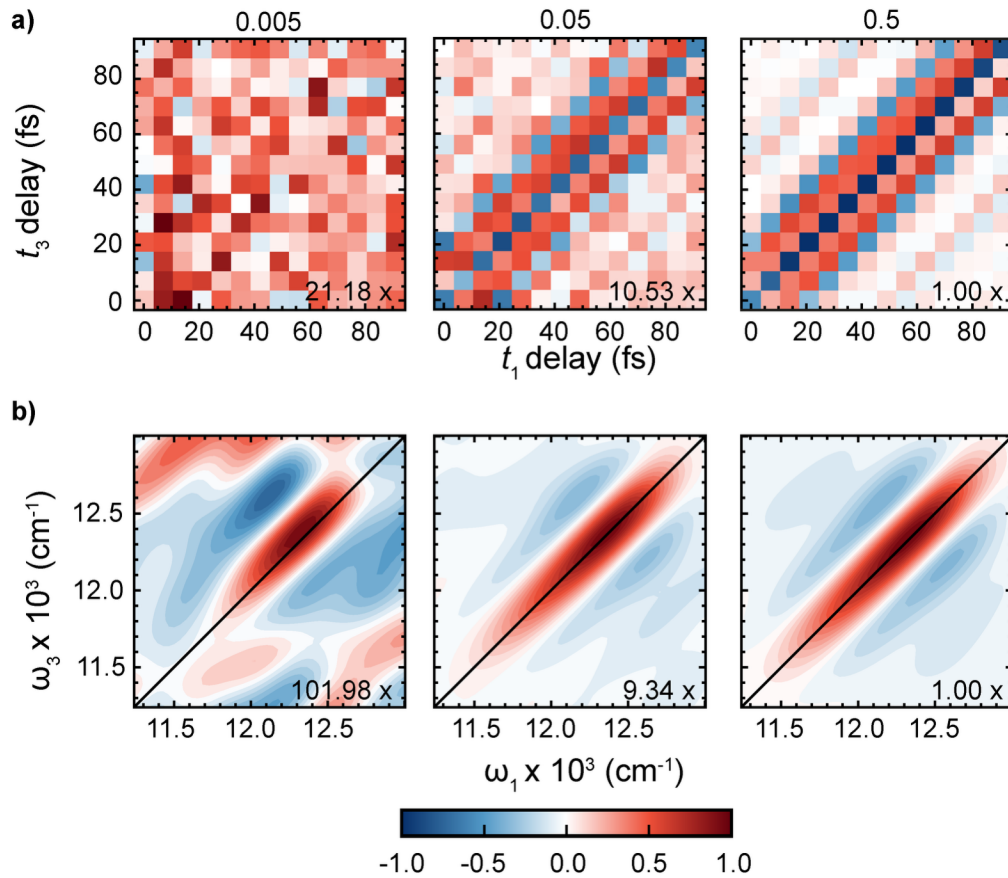 a)
0.005 0.05 0.5
t₃ delay (fs)
80
60
40
20
0
21.18 x 10.53 x 1.00 x
0 20 40 60 80 0 20 40 60 80 0 20 40 60 80
t₁ delay (fs)
b)
ω₃ x 10³ (cm⁻¹)
12.5
12.0
11.5
101.98 x 9.34 x 1.00 x
11.5 12.0 12.5 11.5 12.0 12.5 11.5 12.0 12.5
ω₁ x 10³ (cm⁻¹)
-1.0 -0.5 0.0 0.5 1.0